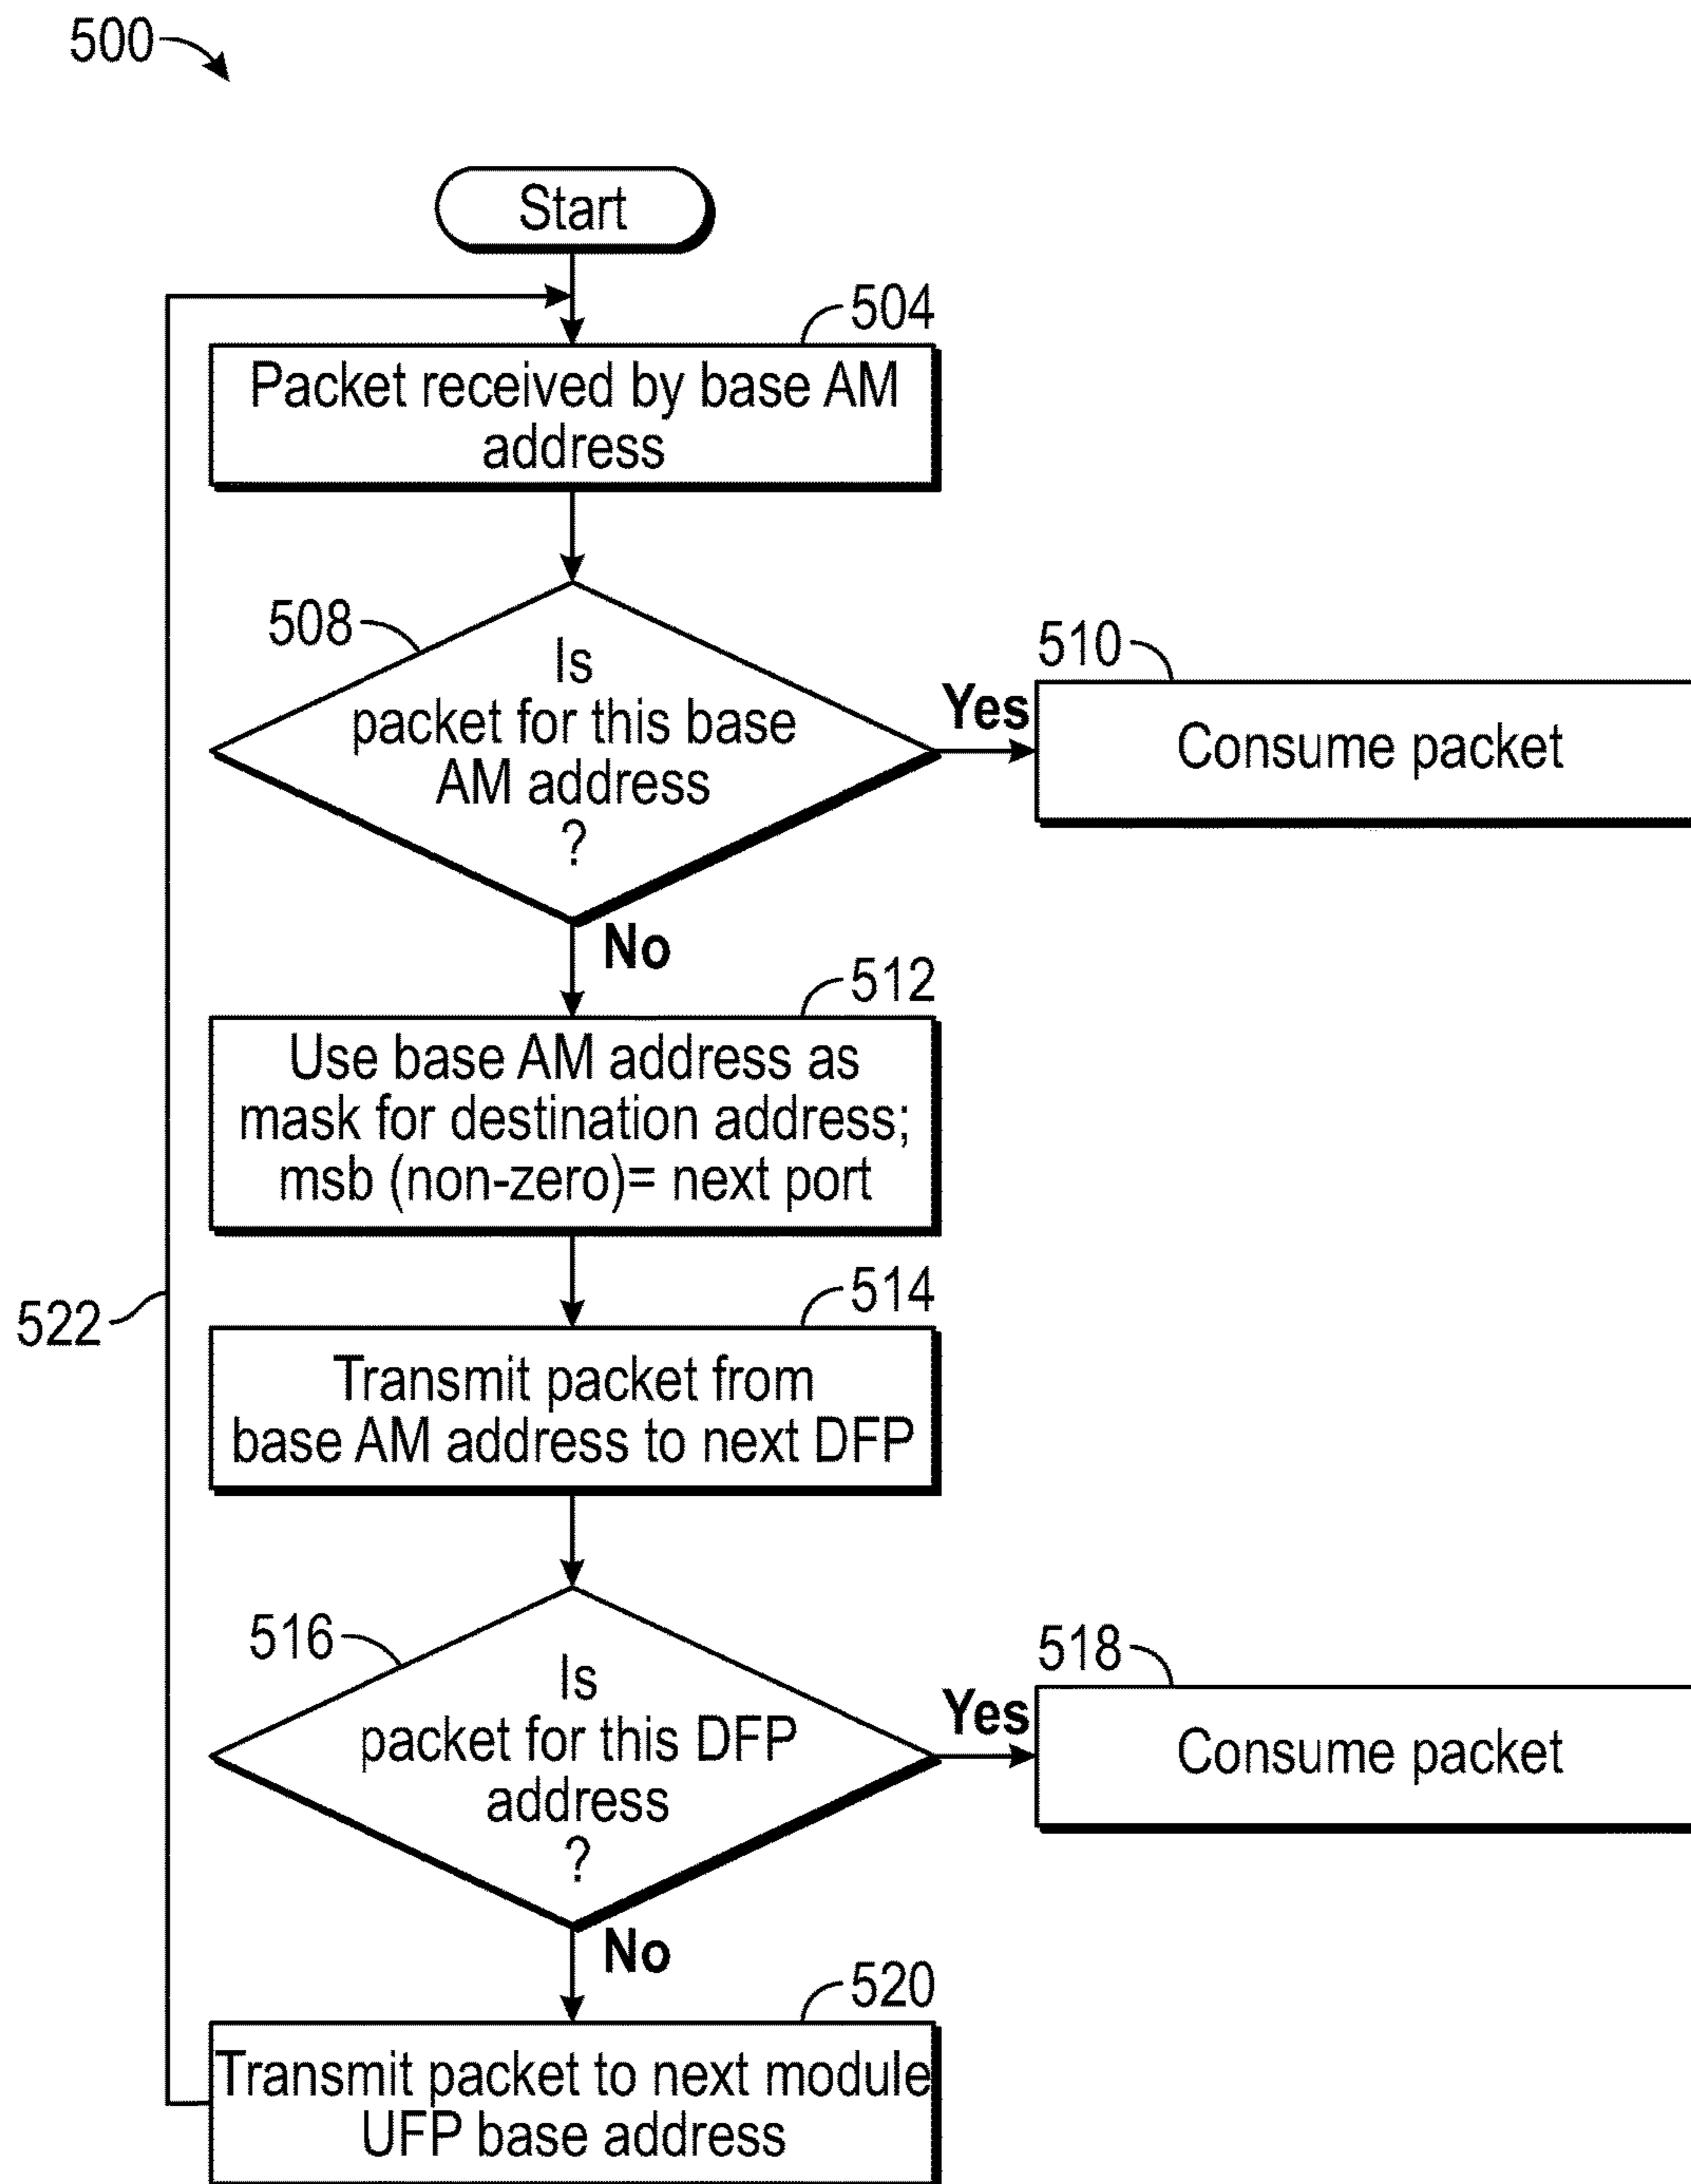 500
Start
504
Packet received by base AM
address
508
Is
packet for this base
AM address
?
Yes
510
Consume packet
No
512
Use base AM address as
mask for destination address;
msb (non-zero)= next port
514
Transmit packet from
base AM address to next DFP
522
516
Is
packet for this DFP
address
?
Yes
518
Consume packet
No
520
Transmit packet to next module
UFP base address